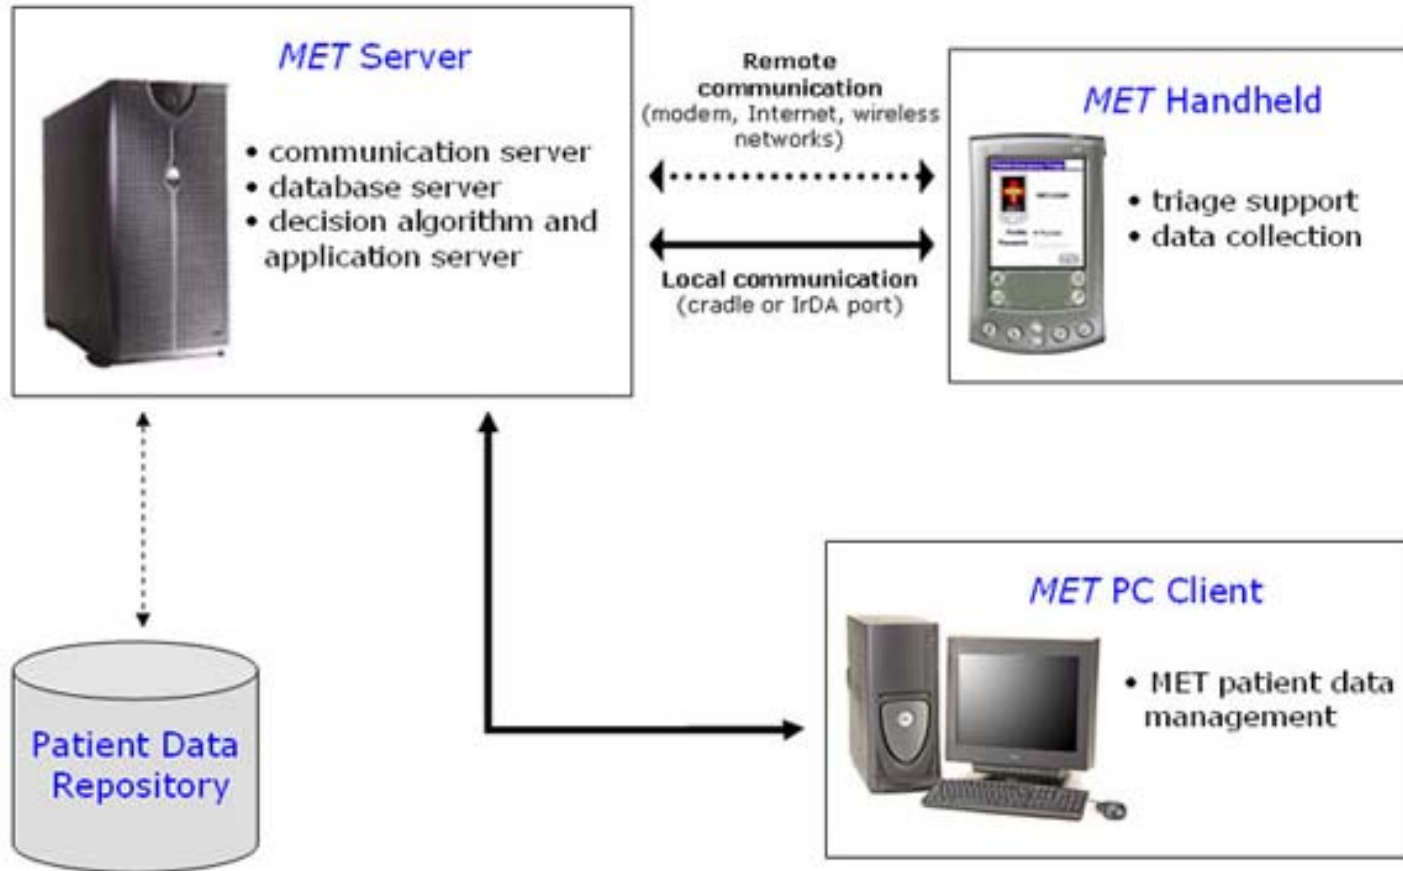 MET Server
• communication server
• database server
• decision algorithm and
application server
Remote
communication
(modem, Internet, wireless
networks)
Local communication
(cradle or IrDA port)
MET Handheld
• triage support
• data collection
Patient Data
Repository
MET PC Client
• MET patient data
management